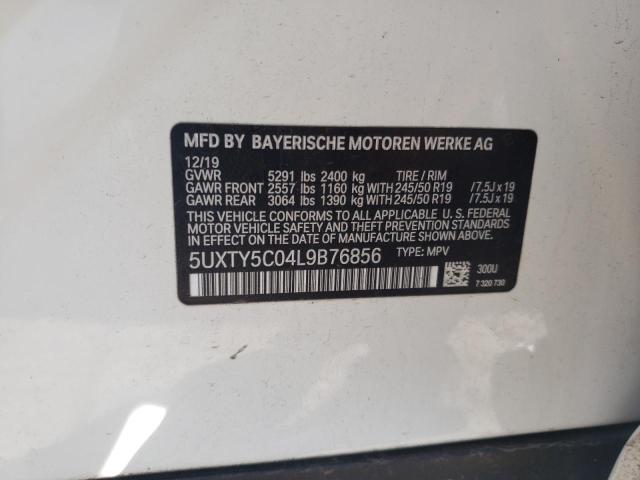 MFD BY BAYERISCHE MOTOREN WERKE AG
12/19
GVWR 5291 lbs 2400 kg TIRE / RIM
GAWR FRONT 2557 lbs 1160 kg WITH 245/50 R19 /7.5J x 19
GAWR REAR 3064 lbs 1390 kg WITH 245/50 R19 /7.5J x 19
THIS VEHICLE CONFORMS TO ALL APPLICABLE U. S. FEDERAL
MOTOR VEHICLE SAFETY AND THEFT PREVENTION STANDARDS
IN EFFECT ON THE DATE OF MANUFACTURE SHOWN ABOVE.
5UXTY5C04L9B76856 TYPE: MPV
300U
7 320 730